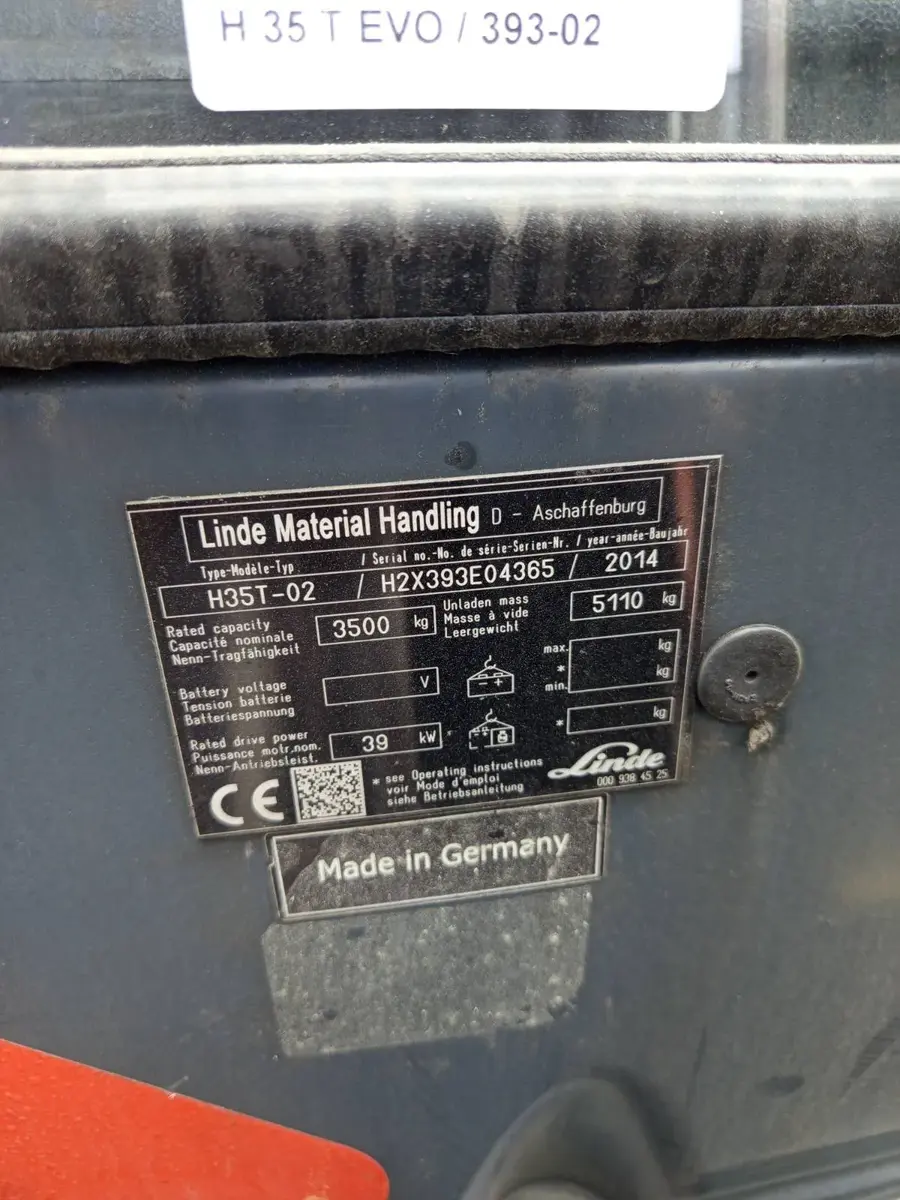 H 35 T EVO / 393-02
Linde Material Handling D - Aschaffenburg
Type-Modèle-Typ / Serial no.-No. de série-Serien-Nr. / year-année-Baujahr
H35T-02 / H2X393E04365 / 2014
Rated capacity
Capacité nominale
Nenn-Tragfähigkeit
3500 kg
Unladen mass
Masse à vide
Leergewicht
5110 kg
Battery voltage
Tension batterie
Batteriespannung
V
- +
max. kg
* kg
min.
Rated drive power
Puissance motr.nom.
Nenn-Antriebsleist.
39 kW
*
* kg
CE
* see Operating instructions
voir Mode d'emploi
siehe Betriebsanleitung
Linde
000 938 45 25
Made in Germany